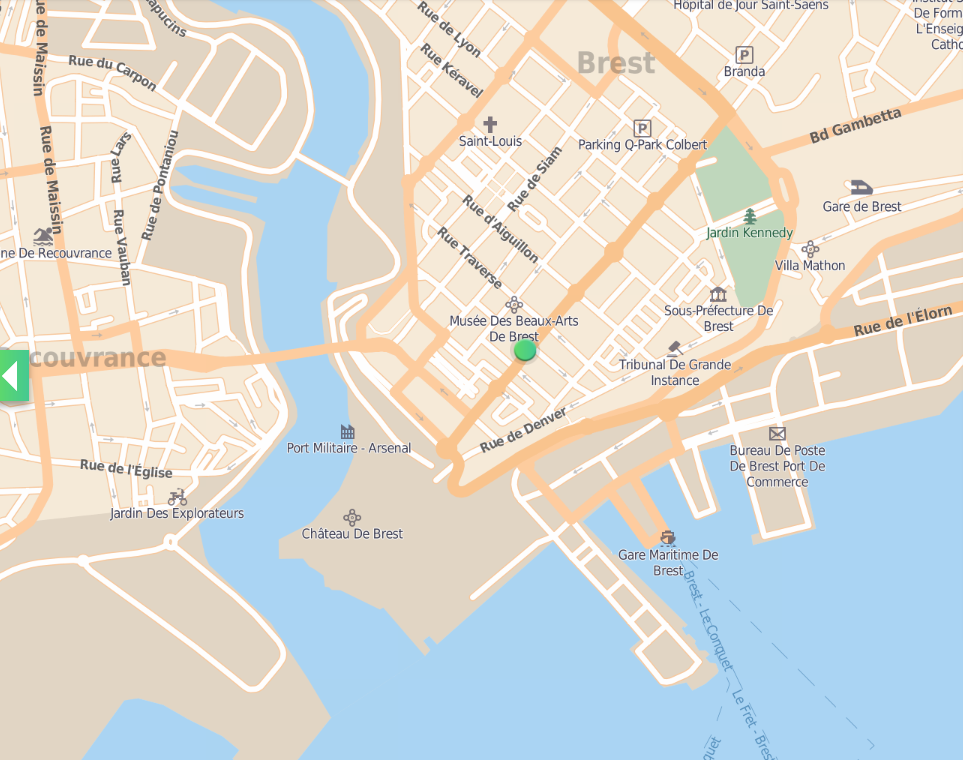 Capucins
Rue de Lyon
Hôpital de Jour Saint-Saens
De Form
L'Enseig
Catho
Rue de Maissin
Rue du Carpon
Rue Kéravel
Brest
Branda
Bd Gambetta
Saint-Louis
Parking Q-Park Colbert
Rue de Maissin
Rue Lars
Rue de Pontaniou
Rue de Siam
Gare de Brest
Rue Vauban
Rue d'Aiguillon
Jardin Kennedy
ne De Recouvrance
Rue Traverse
Villa Mathon
Musée Des Beaux-Arts
De Brest
Sous-Préfecture De
Brest
Rue de l'Élorn
couvrance
Tribunal De Grande
Instance
Rue de Denver
Port Militaire - Arsenal
Bureau De Poste
De Brest Port De
Commerce
Rue de l'Église
Jardin Des Explorateurs
Château De Brest
Gare Maritime De
Brest
Brest - Le Conquet
Le Fret - Brest
quet